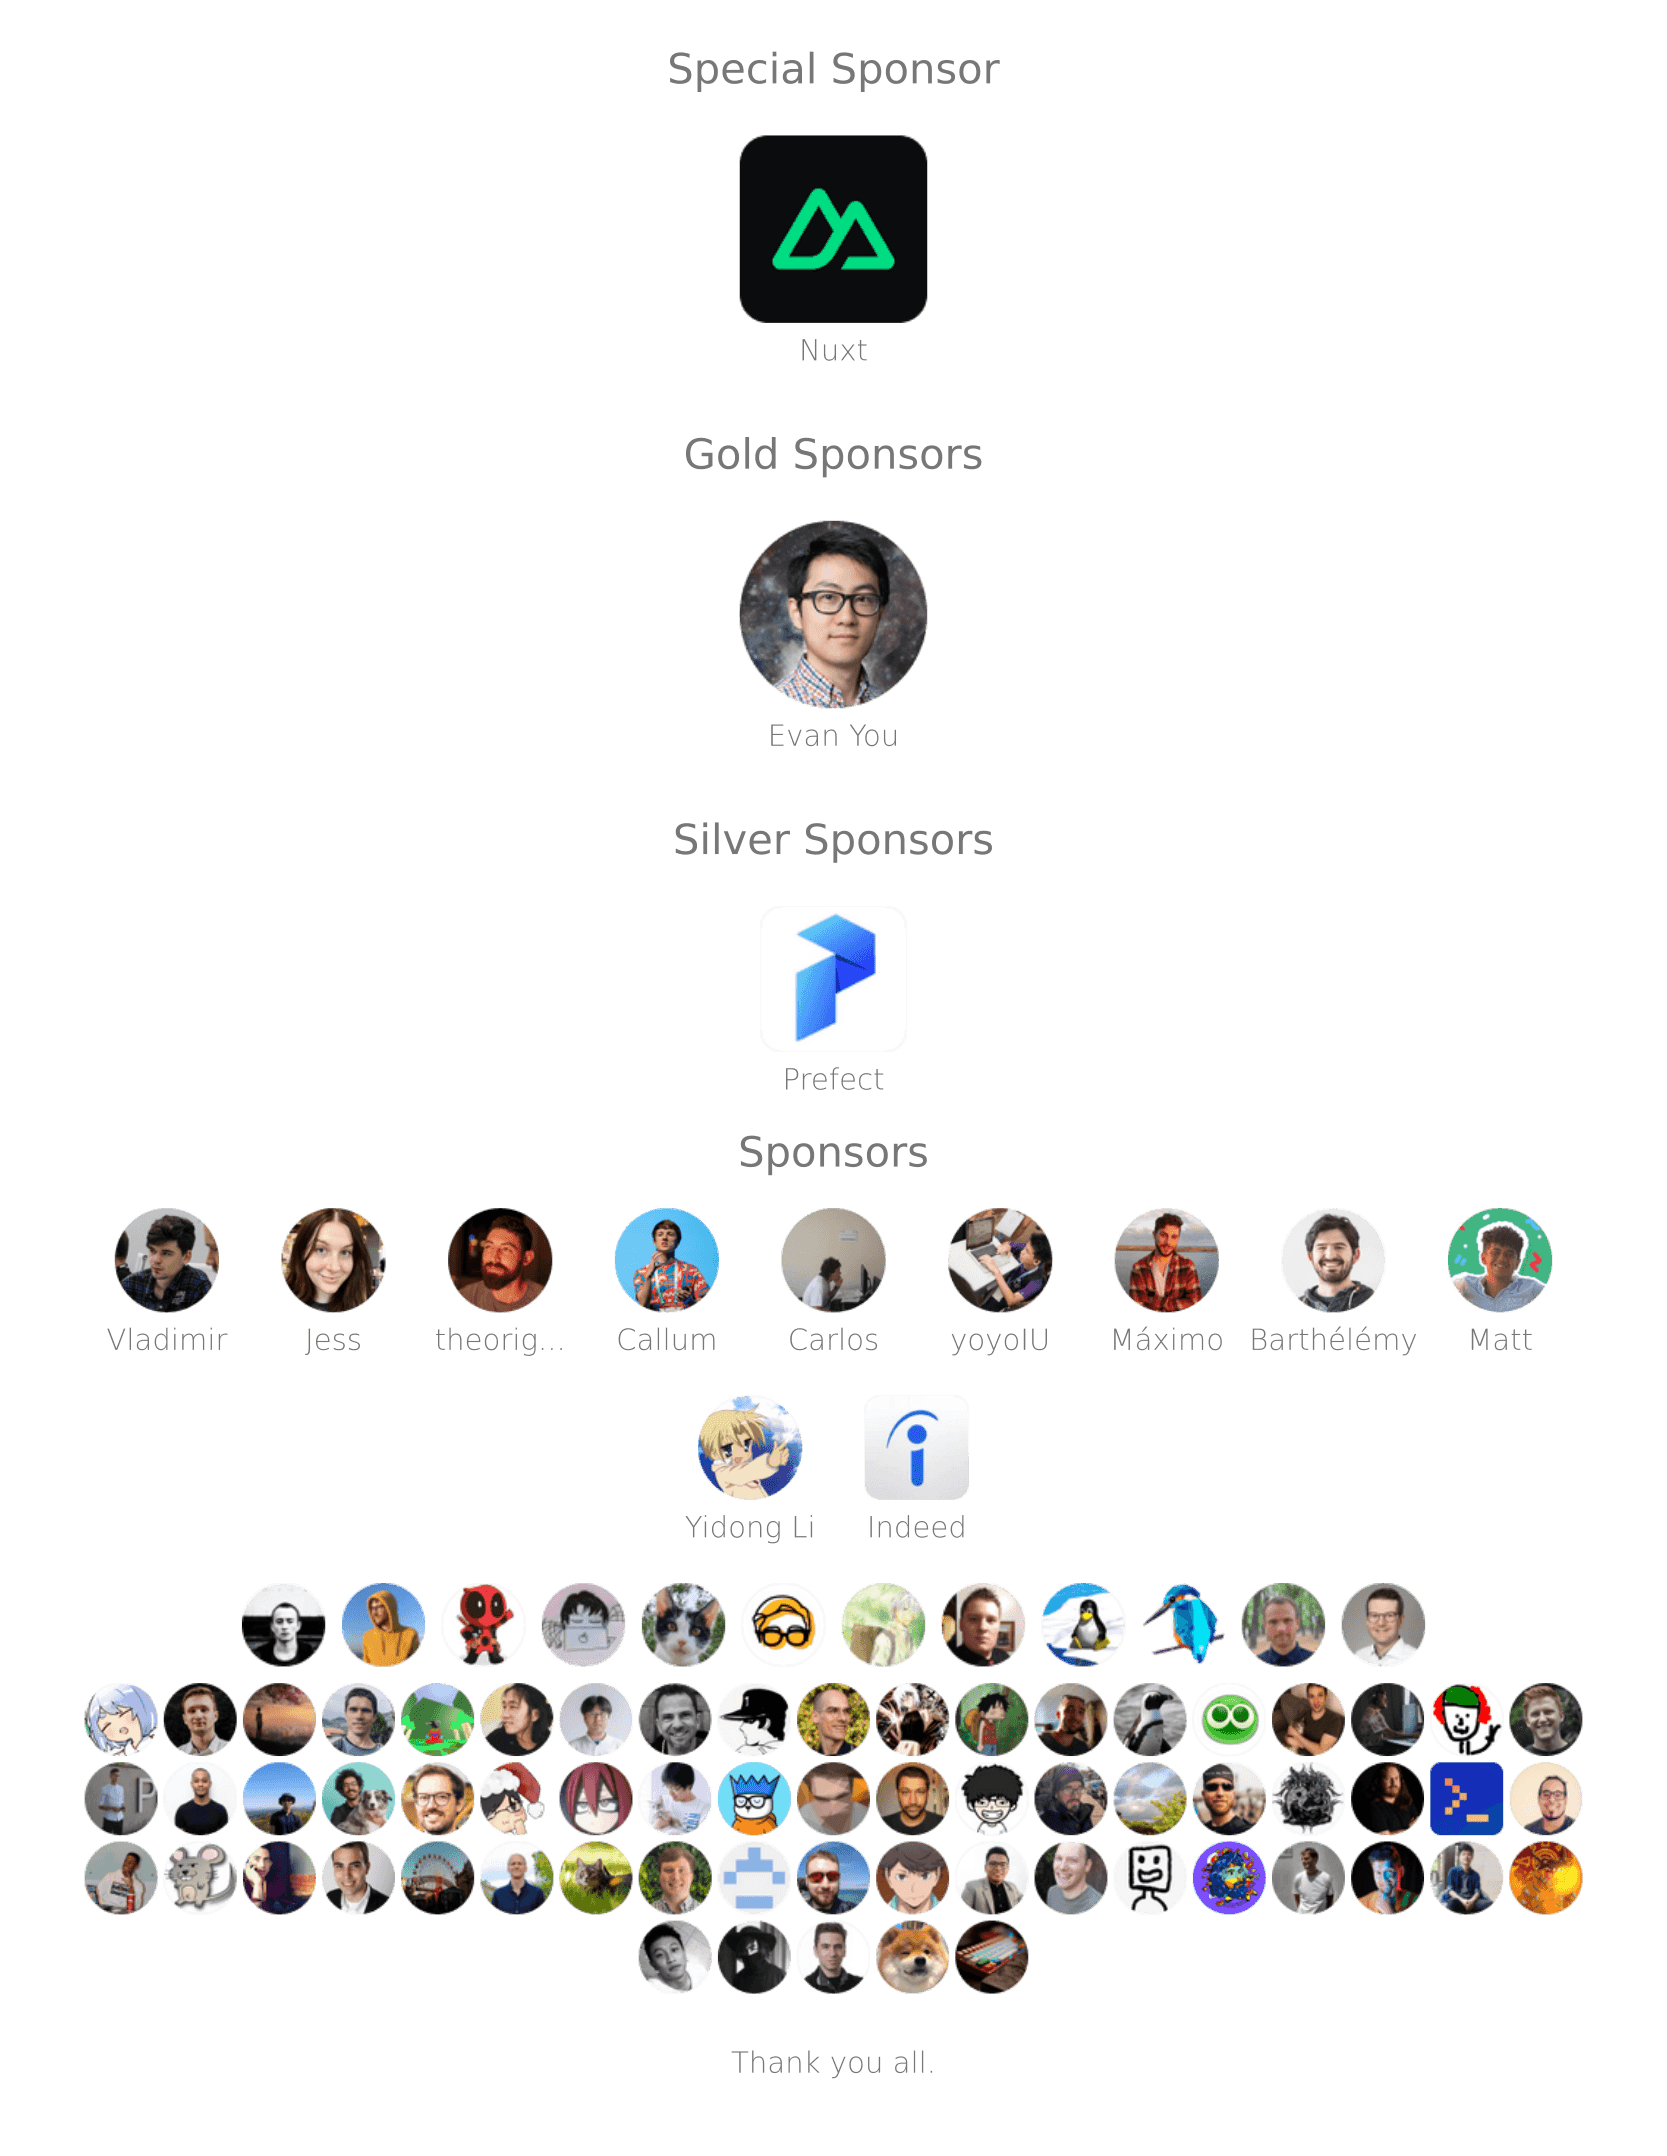 Special Sponsor
Nuxt
Gold Sponsors
Evan You
Silver Sponsors
Prefect
Sponsors
Vladimir Jess theorig... Callum Carlos yoyoIU Máximo Barthélémy Matt
Yidong Li Indeed
Thank you all.